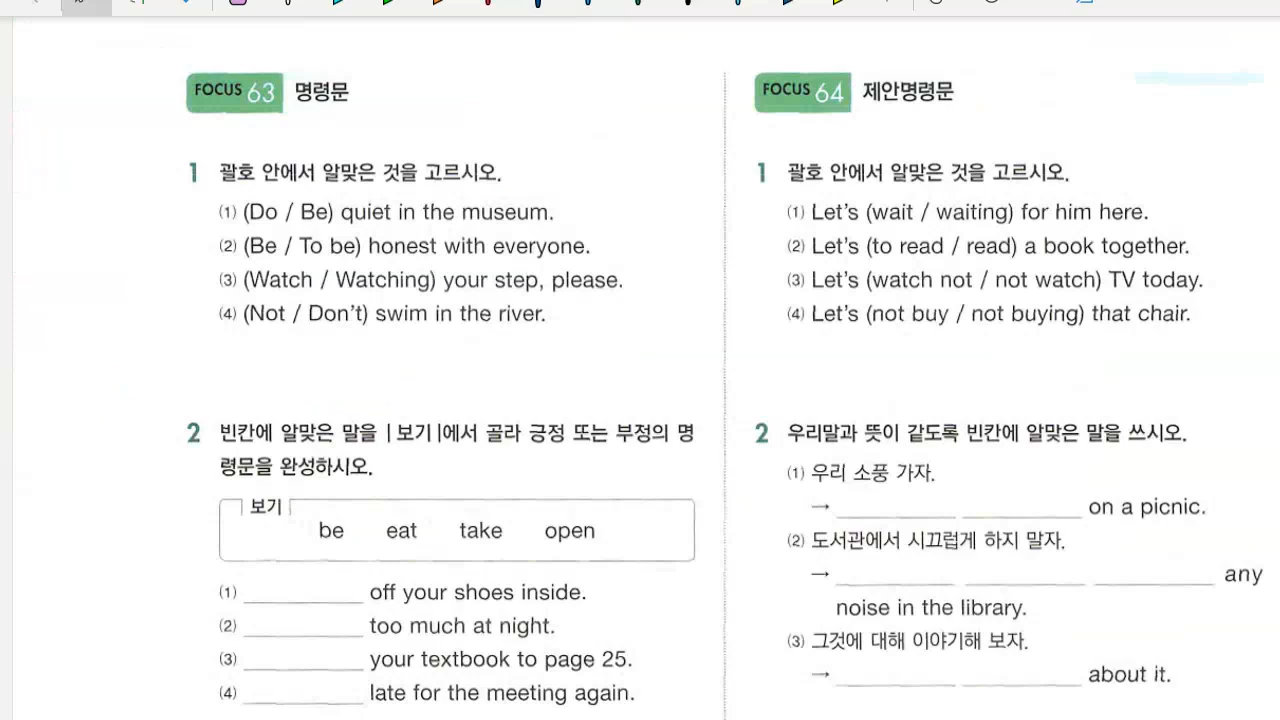 FOCUS 63 명령문
1 괄호 안에서 알맞은 것을 고르시오.
(1) (Do / Be) quiet in the museum.
(2) (Be / To be) honest with everyone.
(3) (Watch / Watching) your step, please.
(4) (Not / Don't) swim in the river.
2 빈칸에 알맞은 말을 |보기|에서 골라 긍정 또는 부정의 명
령문을 완성하시오.
보기
be eat take open
(1) ____________ off your shoes inside.
(2) ____________ too much at night.
(3) ____________ your textbook to page 25.
(4) ____________ late for the meeting again.
FOCUS 64 제안명령문
1 괄호 안에서 알맞은 것을 고르시오.
(1) Let's (wait / waiting) for him here.
(2) Let's (to read / read) a book together.
(3) Let's (watch not / not watch) TV today.
(4) Let's (not buy / not buying) that chair.
2 우리말과 뜻이 같도록 빈칸에 알맞은 말을 쓰시오.
(1) 우리 소풍 가자.
→ ____________ ____________ on a picnic.
(2) 도서관에서 시끄럽게 하지 말자.
→ ____________ ____________ ____________ any
noise in the library.
(3) 그것에 대해 이야기해 보자.
→ ____________ ____________ about it.